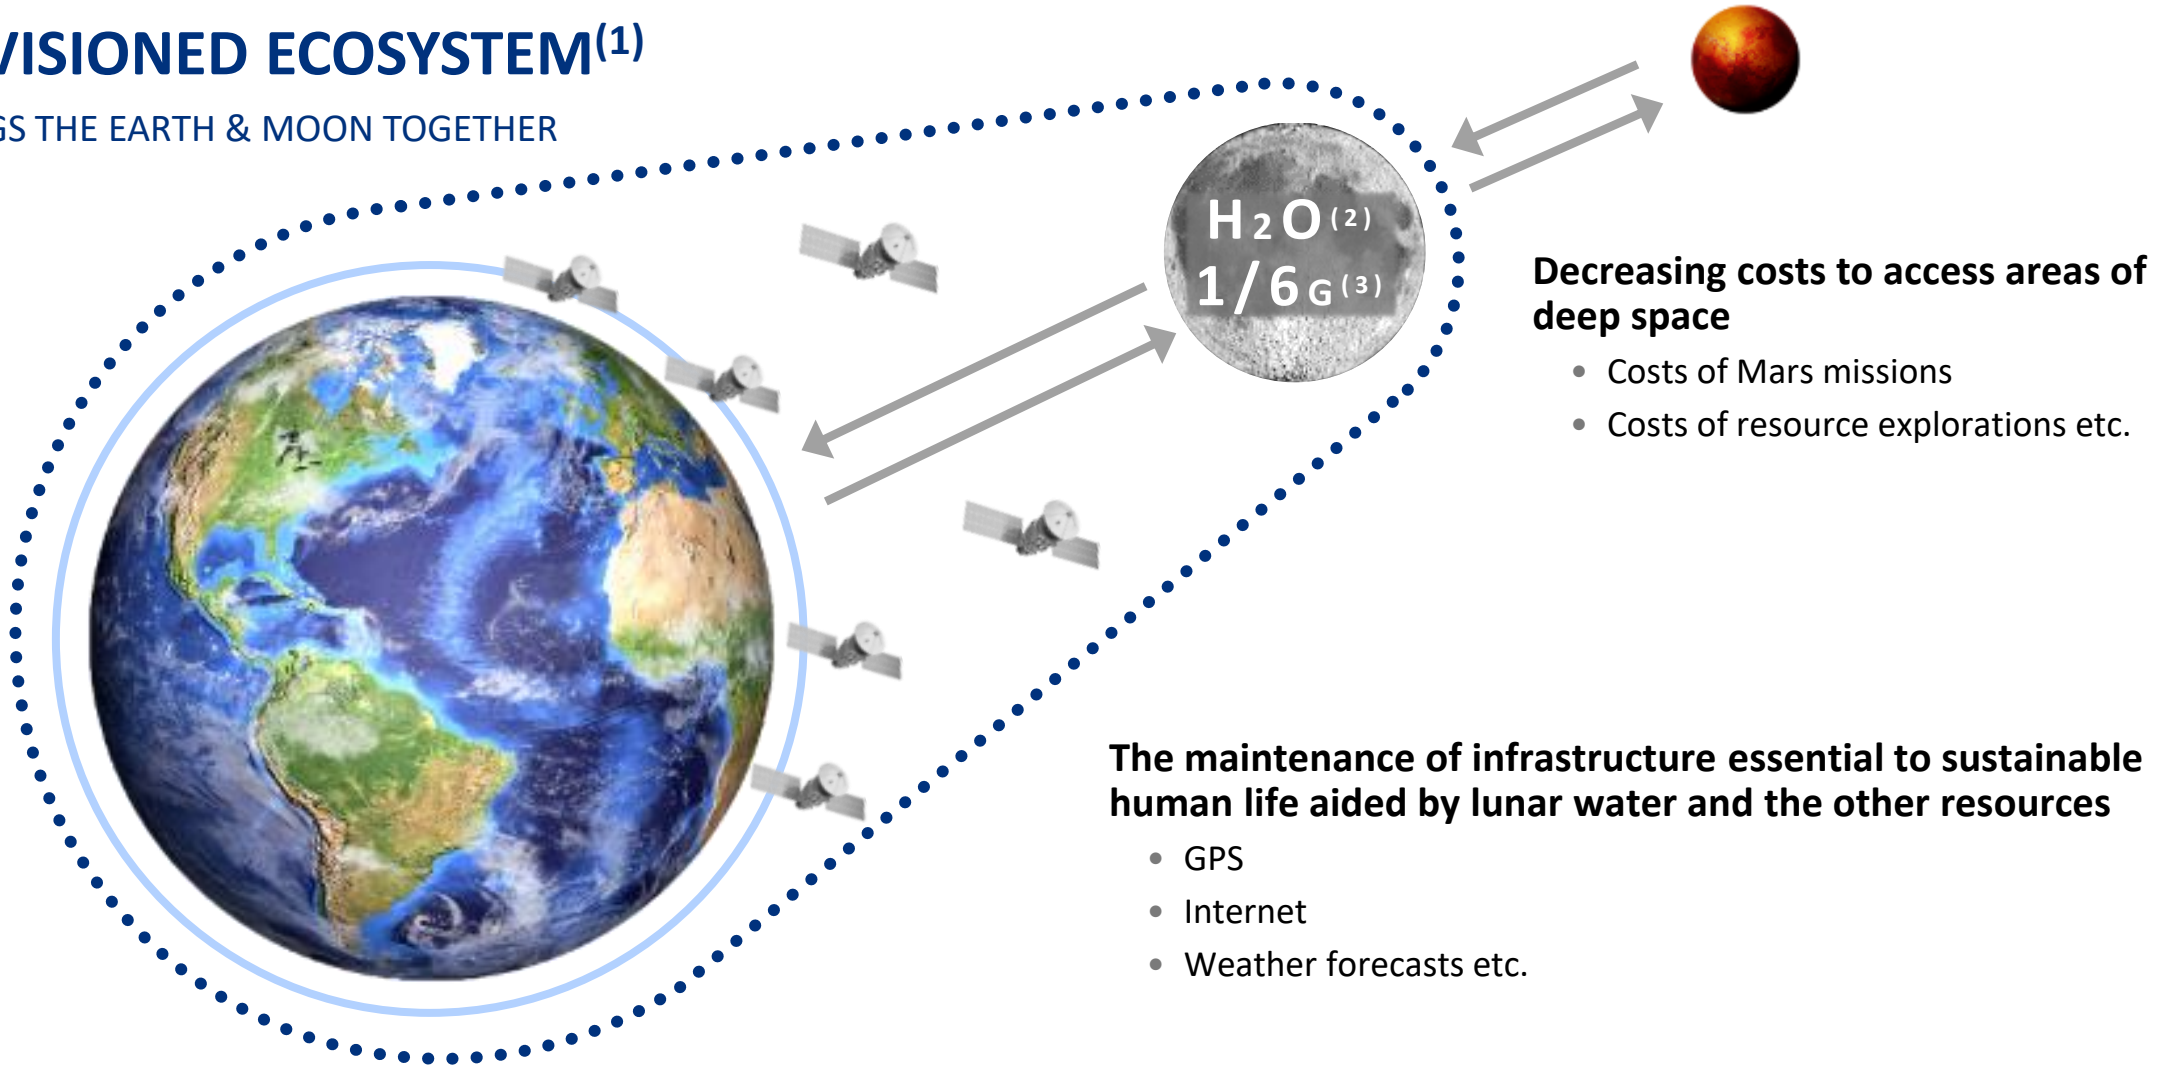 VISIONED ECOSYSTEM(1)
GS THE EARTH & MOON TOGETHER
H2O(2)
1/6G(3)
Decreasing costs to access areas of
deep space
• Costs of Mars missions
• Costs of resource explorations etc.
The maintenance of infrastructure essential to sustainable
human life aided by lunar water and the other resources
• GPS
• Internet
• Weather forecasts etc.